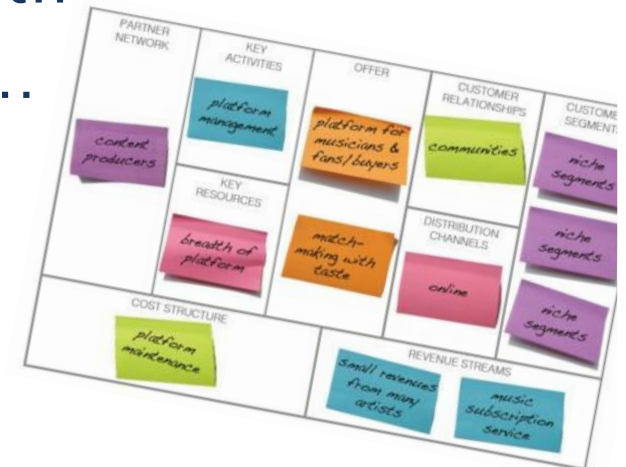 PARTNER
NETWORK
content
producers
KEY
ACTIVITIES
platform
management
KEY
RESOURCES
breadth of
platform
OFFER
platform for
musicians &
fans/buyers
match-
making with
taste
CUSTOMER
RELATIONSHIPS
communities
DISTRIBUTION
CHANNELS
online
niche
segments
niche
segments
niche
segments
COST STRUCTURE
platform
maintenance
REVENUE STREAMS
small revenues
from many
artists
music
subscription
service